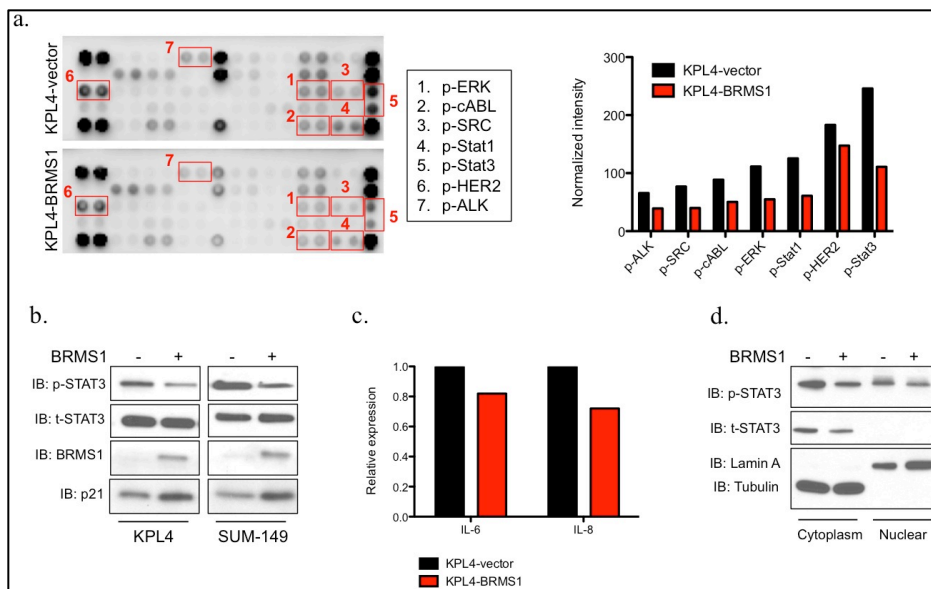 a.
KPL4-vector
7
6
1
3
4
5
2
KPL4-BRMS1
7
6
1
3
4
5
2
1. p-ERK
2. p-cABL
3. p-SRC
4. p-Stat1
5. p-Stat3
6. p-HER2
7. p-ALK
KPL4-vector
KPL4-BRMS1
Normalized intensity
300
200
100
0
p-ALK
p-SRC
p-cABL
p-ERK
p-Stat1
p-HER2
p-Stat3
b.
BRMS1 - + - +
IB: p-STAT3
IB: t-STAT3
IB: BRMS1
IB: p21
KPL4 SUM-149
c.
Relative expression
1.0
0.8
0.6
0.4
0.2
0.0
IL-6 IL-8
KPL4-vector
KPL4-BRMS1
d.
BRMS1 - + - +
IB: p-STAT3
IB: t-STAT3
IB: Lamin A
IB: Tubulin
Cytoplasm Nuclear